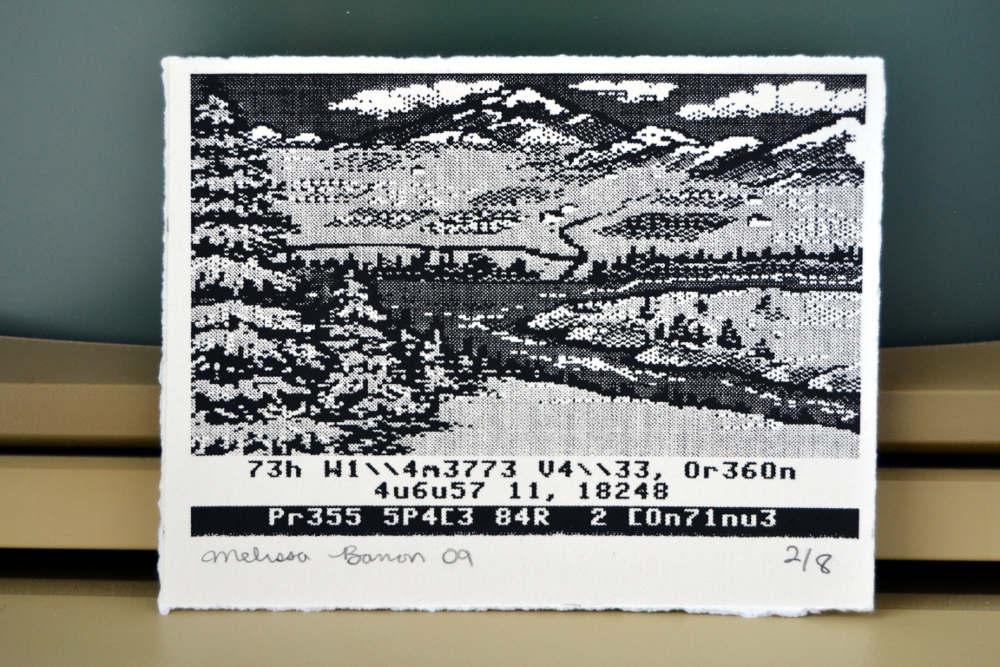 73h W1\\4m3773 V4\\33, Or360n
4u6u57 11, 18248
Pr355 5P4C3 84R 2 C0n71nu3
Melissa Barron 09
2/8